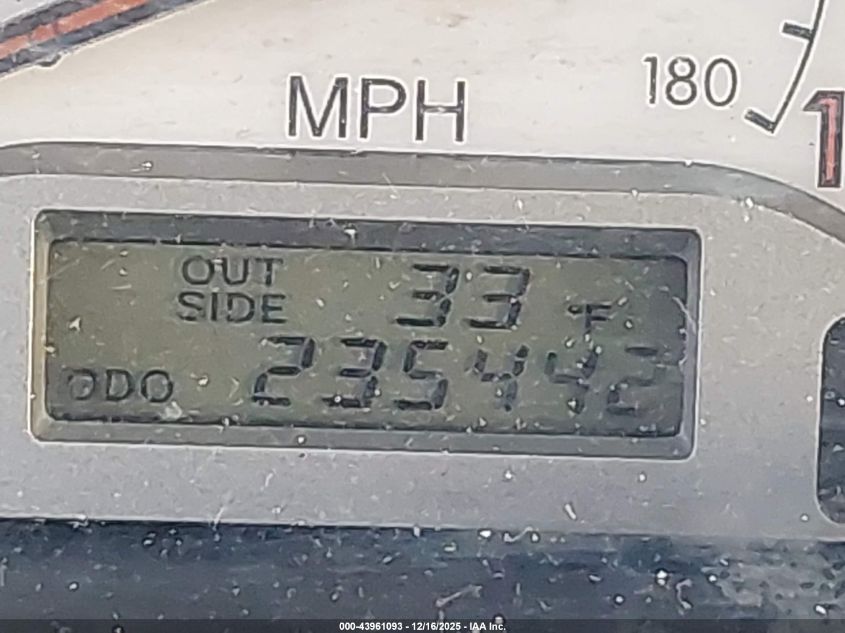 MPH
180
1
OUT
SIDE 33 °F
ODO 235442
000-43961093 - 12/16/2025 - IAA Inc.